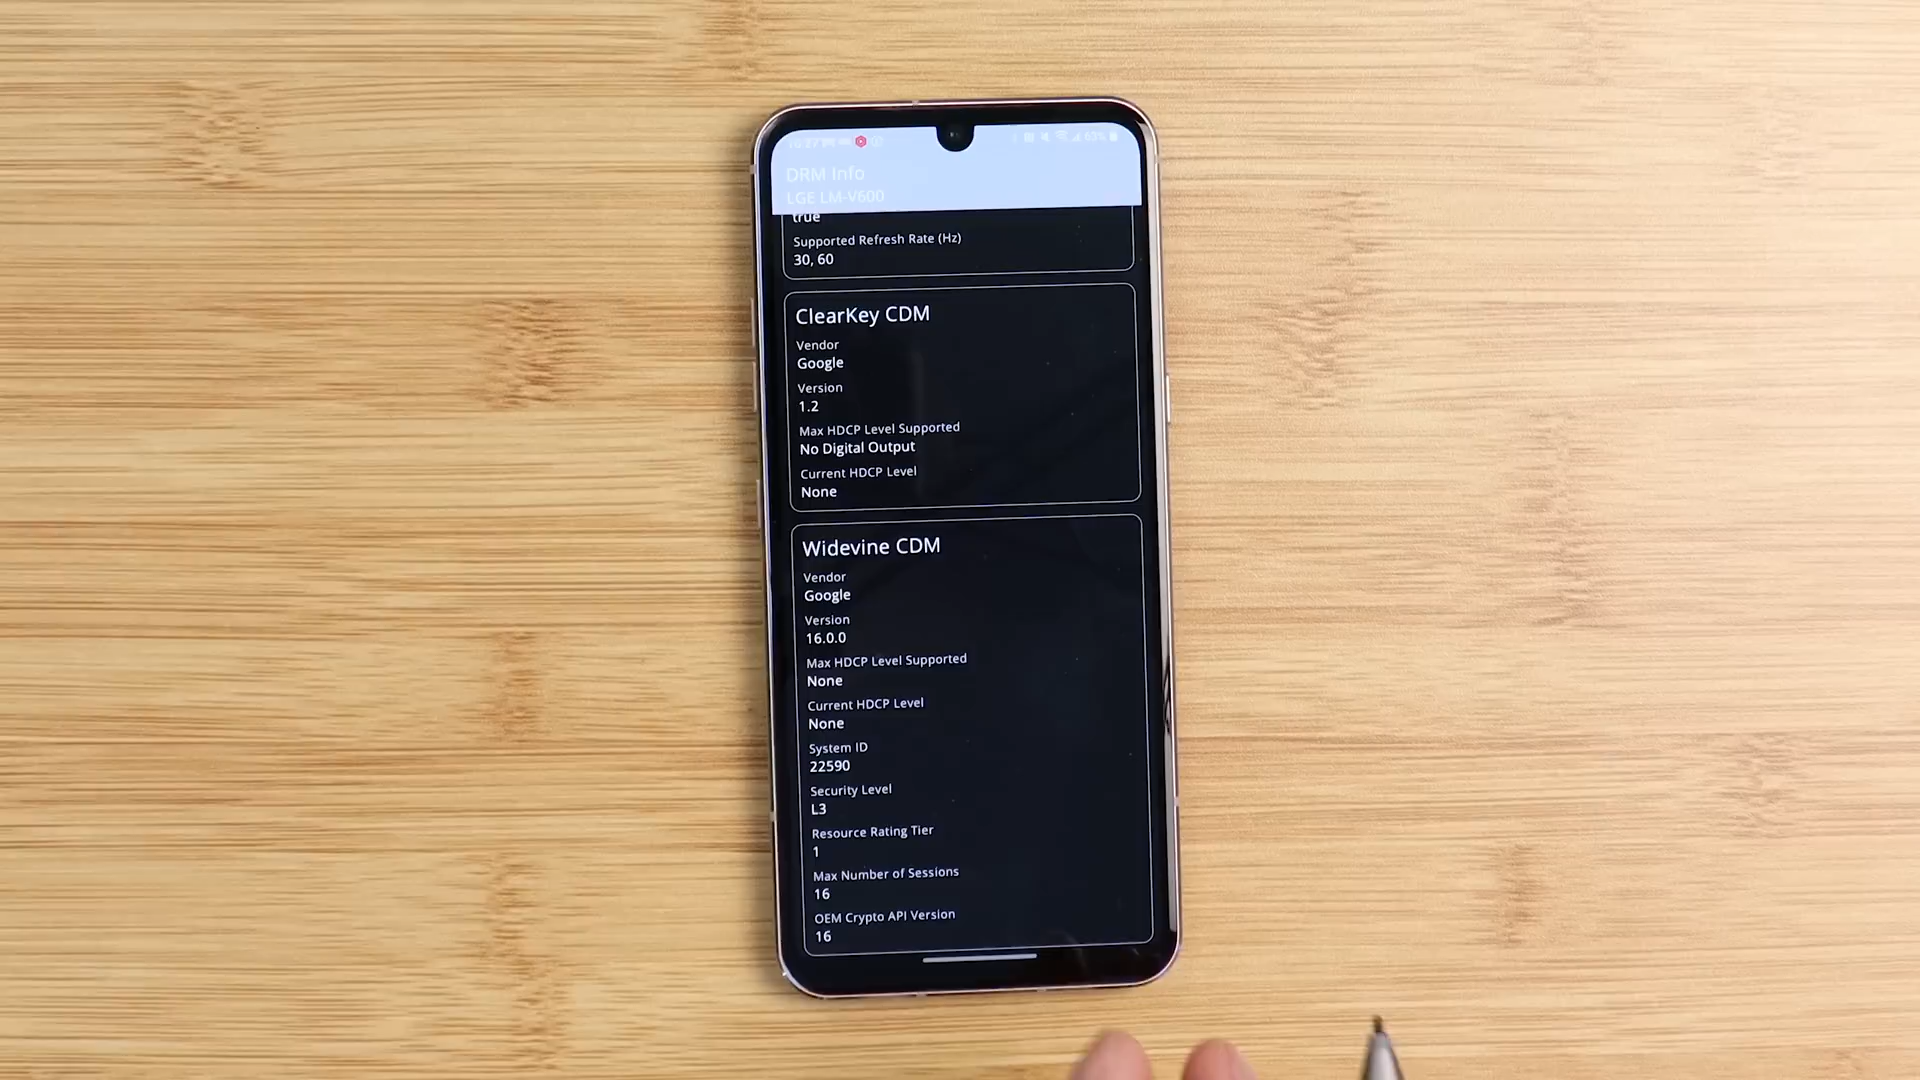 16:27
63%
DRM Info
LGE LM-V600
true
Supported Refresh Rate (Hz)
30, 60
ClearKey CDM
Vendor
Google
Version
1.2
Max HDCP Level Supported
No Digital Output
Current HDCP Level
None
Widevine CDM
Vendor
Google
Version
16.0.0
Max HDCP Level Supported
None
Current HDCP Level
None
System ID
22590
Security Level
L3
Resource Rating Tier
1
Max Number of Sessions
16
OEM Crypto API Version
16